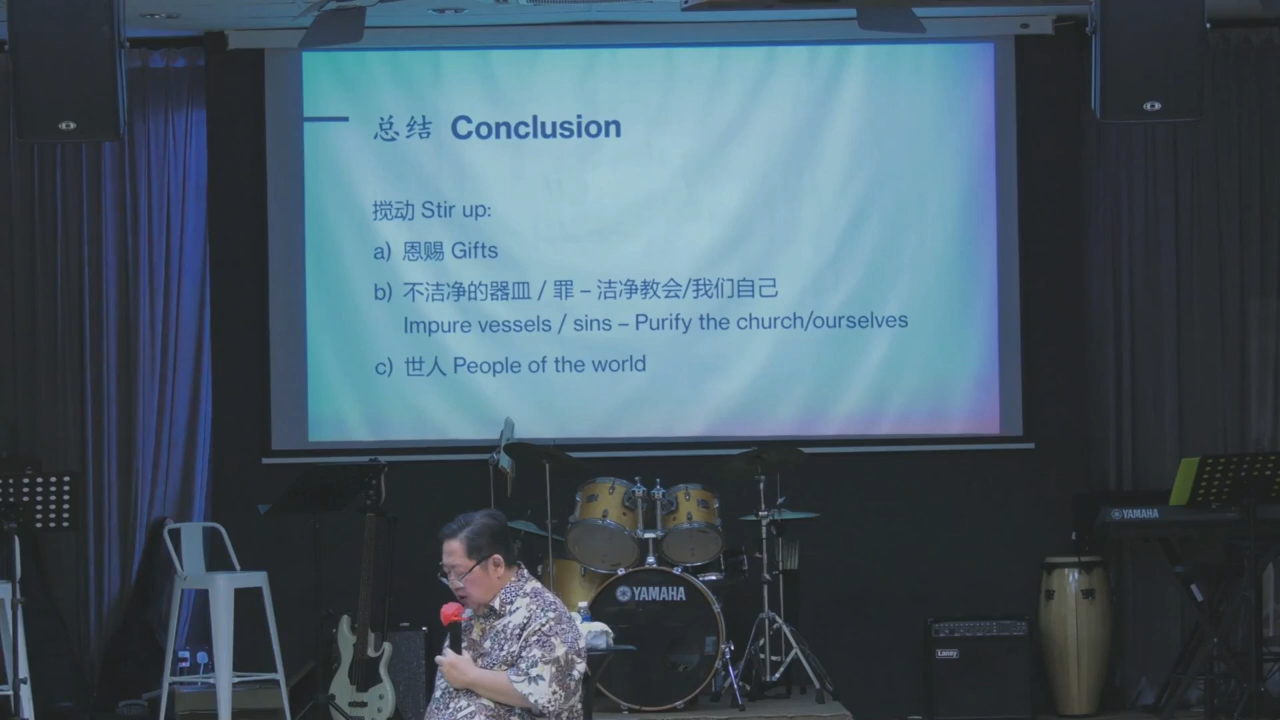 总结 Conclusion
搅动 Stir up:
a) 恩赐 Gifts
b) 不洁净的器皿 / 罪 – 洁净教会/我们自己
Impure vessels / sins – Purify the church/ourselves
c) 世人 People of the world
YAMAHA
YAMAHA
Laney